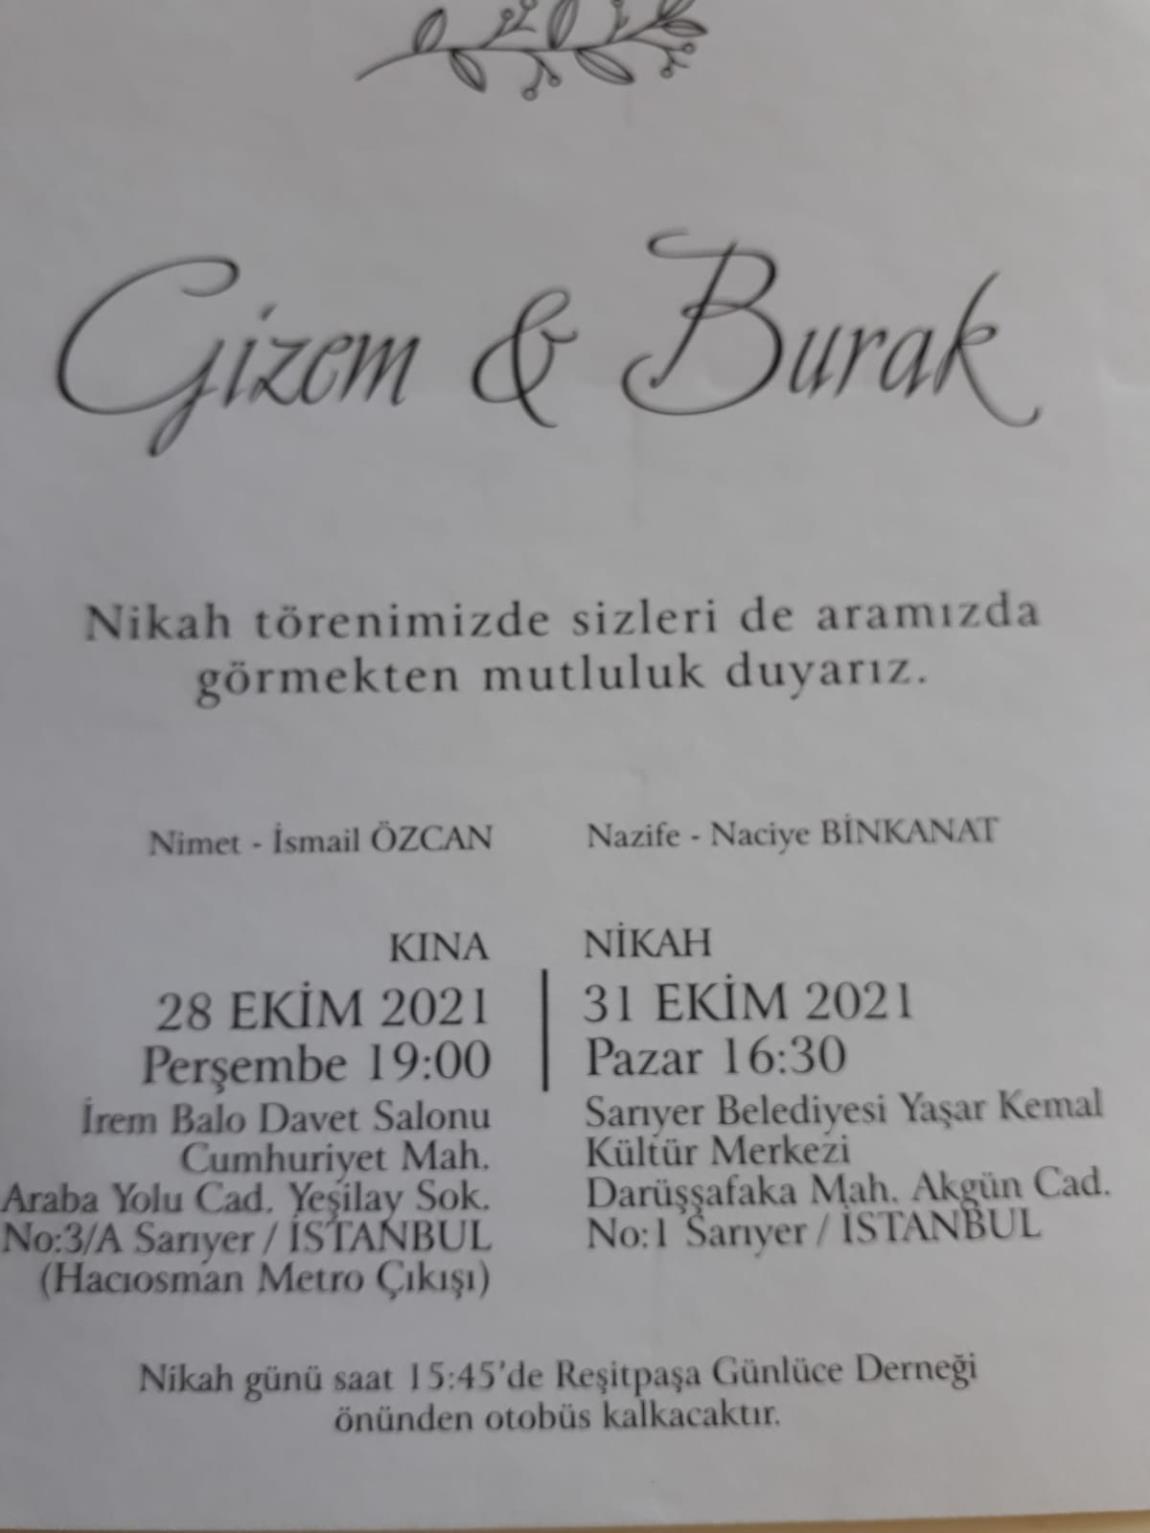 Gizem & Burak
Nikah törenimizde sizleri de aramızda
görmekten mutluluk duyarız.
Nimet - İsmail ÖZCAN
Nazife - Naciye BİNKANAT
KINA
28 EKİM 2021
Perşembe 19:00
İrem Balo Davet Salonu
Cumhuriyet Mah.
Araba Yolu Cad. Yeşilay Sok.
No:3/A Sarıyer / İSTANBUL
(Hacıosman Metro Çıkışı)
NİKAH
31 EKİM 2021
Pazar 16:30
Sarıyer Belediyesi Yaşar Kemal
Kültür Merkezi
Darüşşafaka Mah. Akgün Cad.
No:1 Sarıyer / İSTANBUL
Nikah günü saat 15:45'de Reşitpaşa Günlüce Derneği
önünden otobüs kalkacaktır.